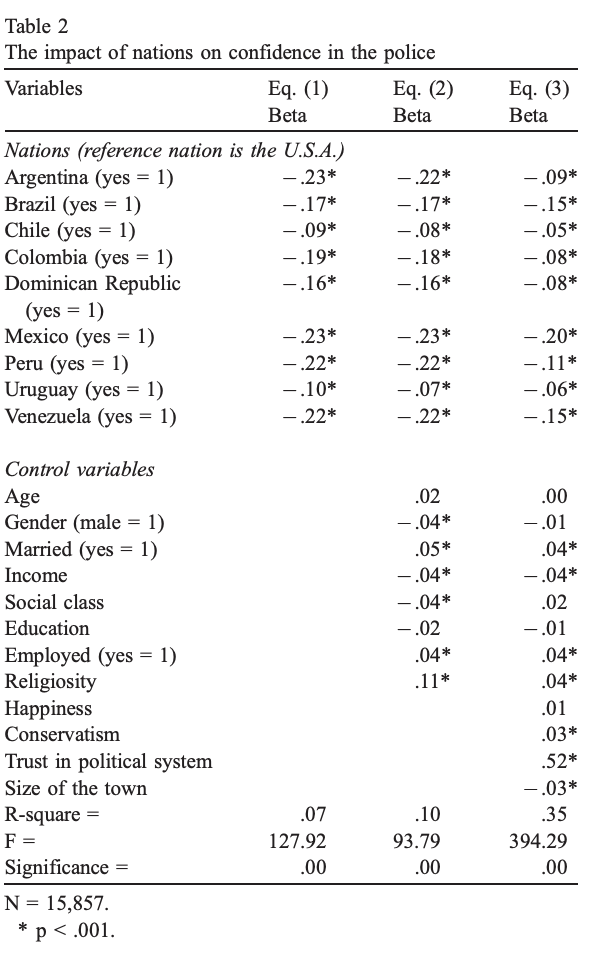 Table 2
The impact of nations on confidence in the police
Variables Eq. (1) Eq. (2) Eq. (3)
Beta Beta Beta
Nations (reference nation is the U.S.A.)
Argentina (yes = 1) −.23* −.22* −.09*
Brazil (yes = 1) −.17* −.17* −.15*
Chile (yes = 1) −.09* −.08* −.05*
Colombia (yes = 1) −.19* −.18* −.08*
Dominican Republic −.16* −.16* −.08*
(yes = 1)
Mexico (yes = 1) −.23* −.23* −.20*
Peru (yes = 1) −.22* −.22* −.11*
Uruguay (yes = 1) −.10* −.07* −.06*
Venezuela (yes = 1) −.22* −.22* −.15*
Control variables
Age .02 .00
Gender (male = 1) −.04* −.01
Married (yes = 1) .05* .04*
Income −.04* −.04*
Social class −.04* .02
Education −.02 −.01
Employed (yes = 1) .04* .04*
Religiosity .11* .04*
Happiness .01
Conservatism .03*
Trust in political system .52*
Size of the town −.03*
R-square = .07 .10 .35
F = 127.92 93.79 394.29
Significance = .00 .00 .00
N = 15,857.
* p < .001.